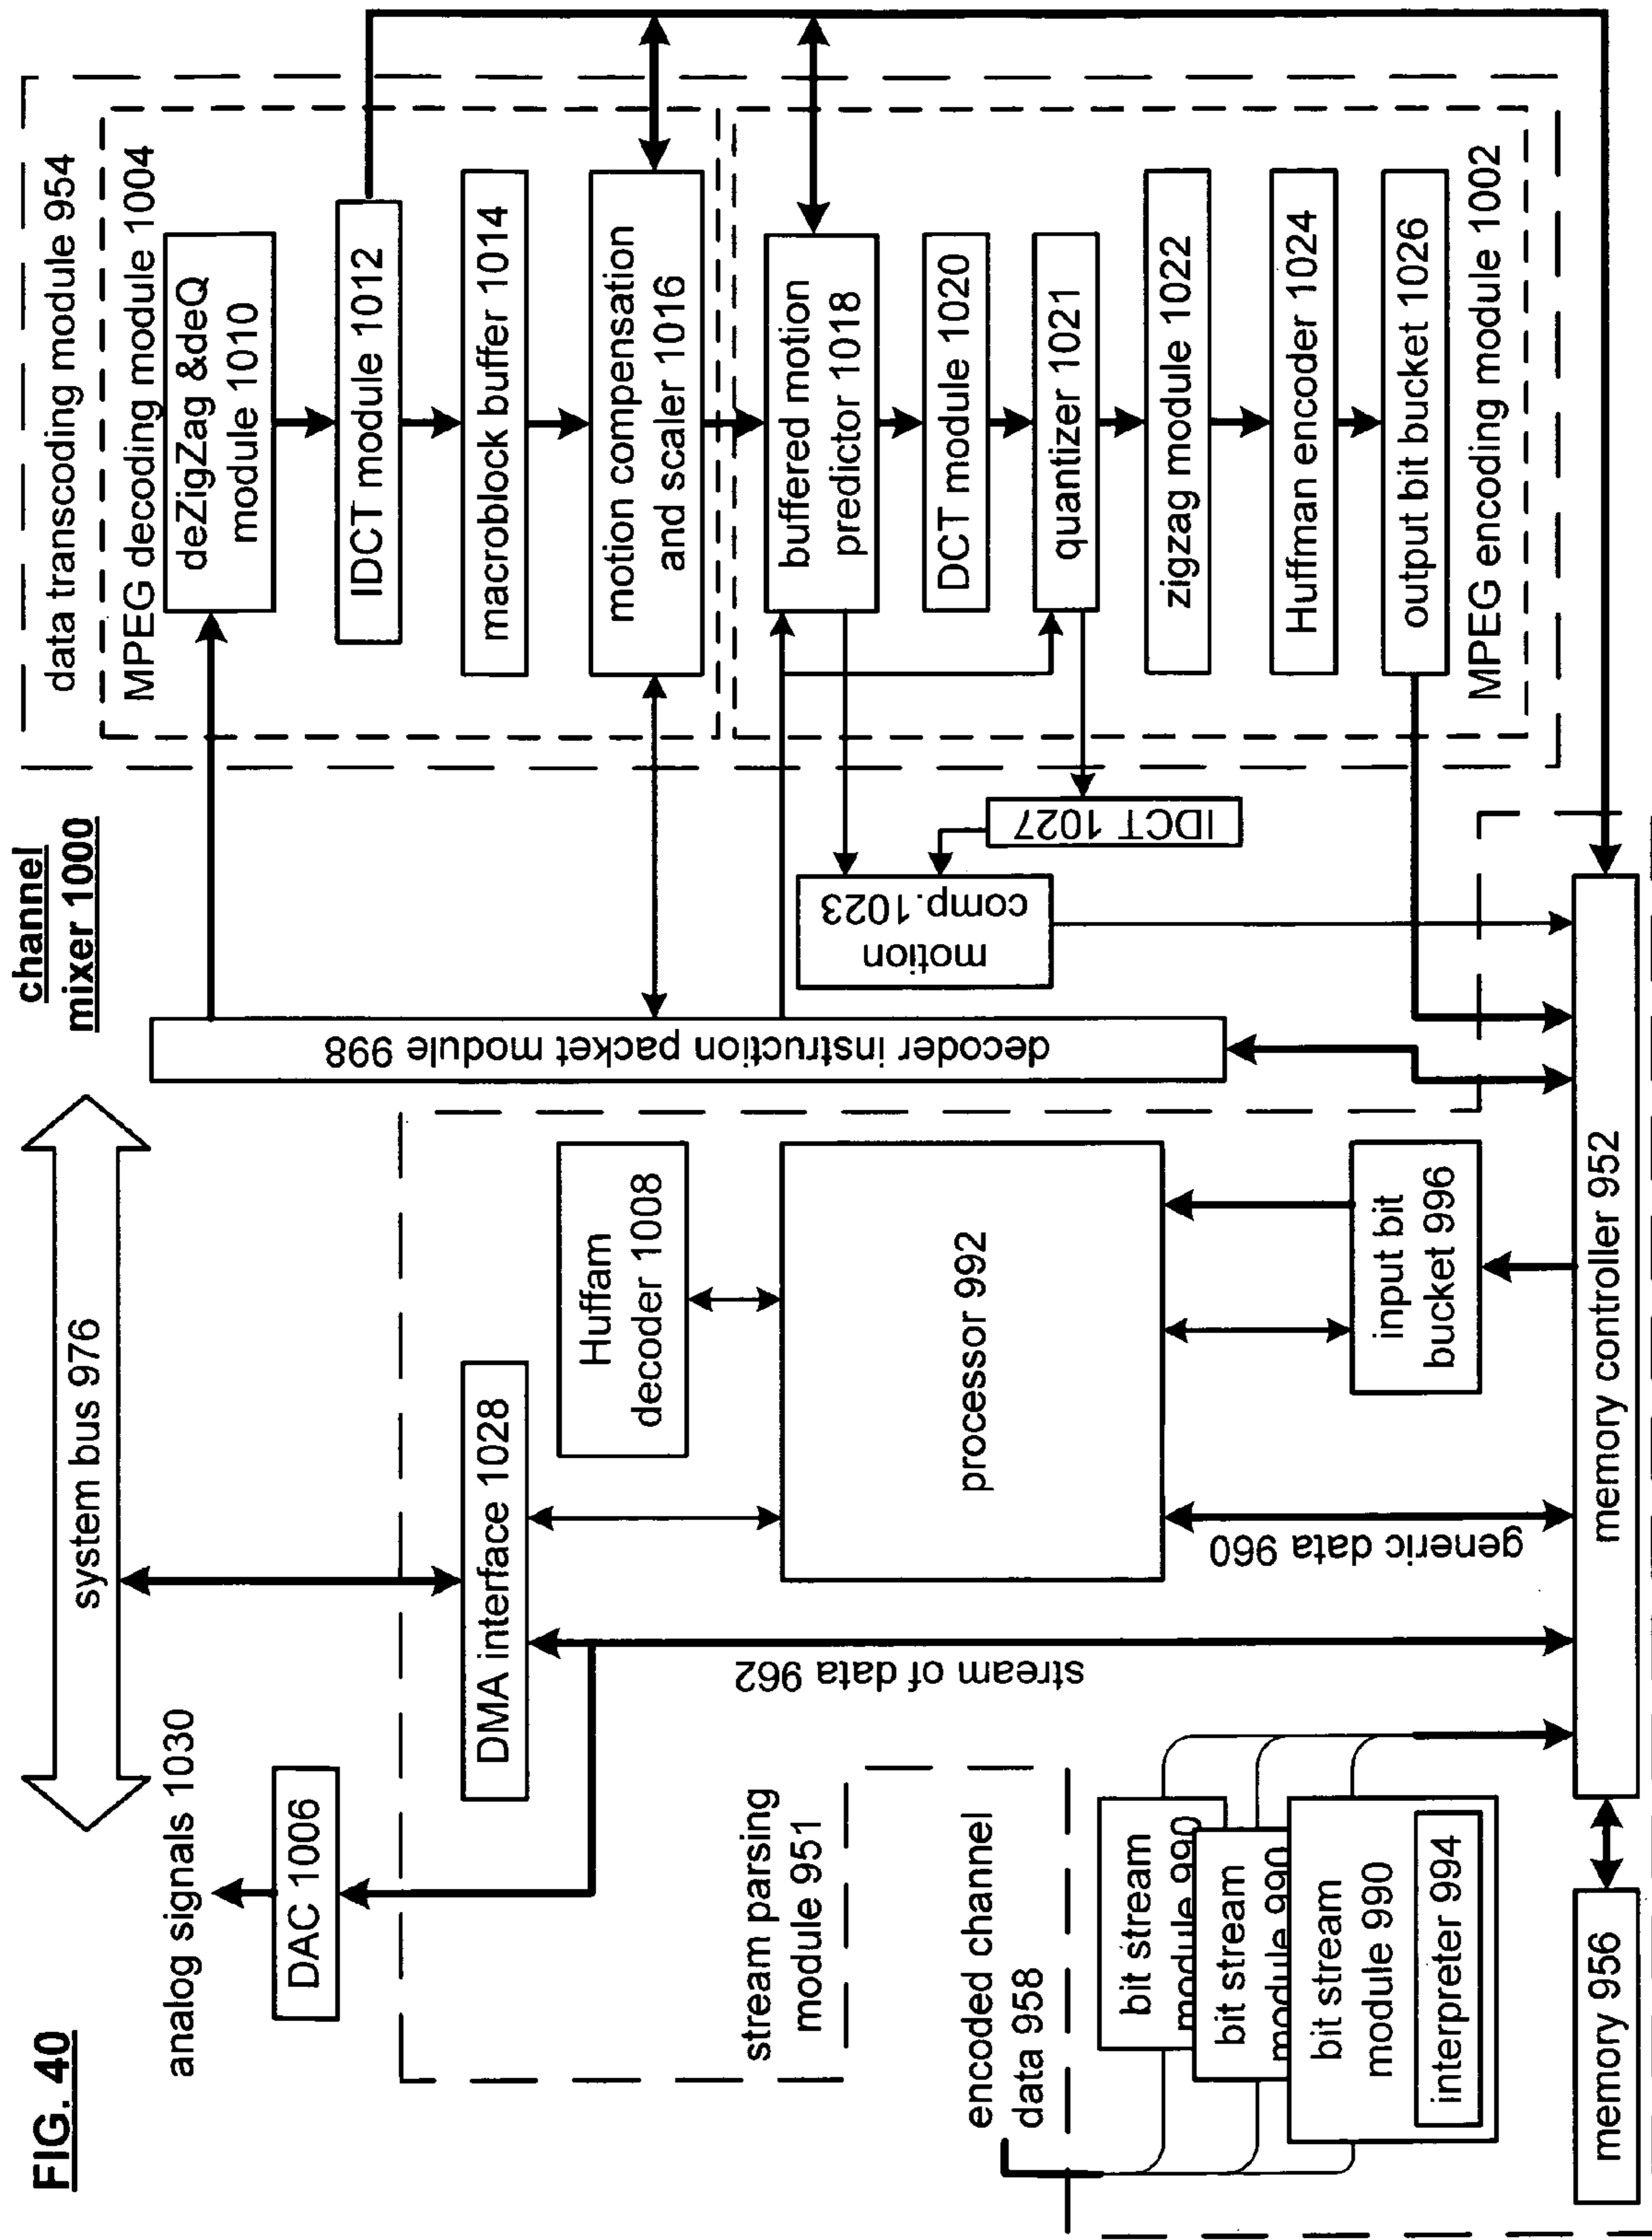 FIG. 40
channel
mixer 1000
system bus 976
analog signals 1030
DAC 1006
DMA interface 1028
Huffam
decoder 1008
processor 992
stream parsing
module 951
stream of data 962
generic data 960
input bit
bucket 996
encoded channel
data 958
bit stream
module 990
bit stream
module 990
bit stream
module 990
interpreter 994
memory 956
memory controller 952
decoder instruction packet module 998
motion
comp. 1023
IDCT 1027
data transcoding module 954
MPEG decoding module 1004
deZigZag &deQ
module 1010
IDCT module 1012
macroblock buffer 1014
motion compensation
and scaler 1016
buffered motion
predictor 1018
DCT module 1020
quantizer 1021
zigzag module 1022
Huffman encoder 1024
output bit bucket 1026
MPEG encoding module 1002